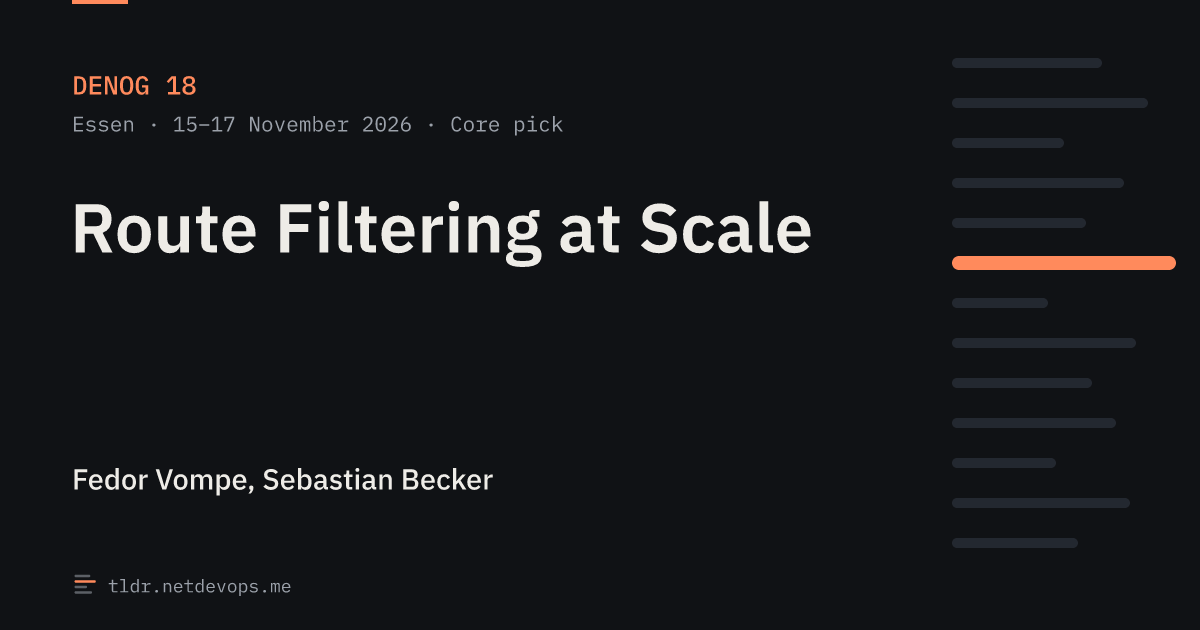 DENOG 18
Essen · 15–17 November 2026 · Core pick
Route Filtering at Scale
Fedor Vompe, Sebastian Becker
tldr.netdevops.me